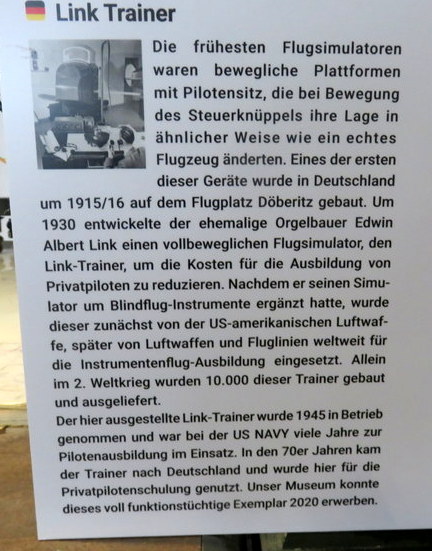 Link Trainer
Die frühesten Flugsimulatoren
waren bewegliche Plattformen
mit Pilotensitz, die bei Bewegung
des Steuerknüppels ihre Lage in
ähnlicher Weise wie ein echtes
Flugzeug änderten. Eines der ersten
dieser Geräte wurde in Deutschland
um 1915/16 auf dem Flugplatz Döberitz gebaut. Um
1930 entwickelte der ehemalige Orgelbauer Edwin
Albert Link einen vollbeweglichen Flugsimulator, den
Link-Trainer, um die Kosten für die Ausbildung von
Privatpiloten zu reduzieren. Nachdem er seinen Simu-
lator um Blindflug-Instrumente ergänzt hatte, wurde
dieser zunächst von der US-amerikanischen Luftwaf-
fe, später von Luftwaffen und Fluglinien weltweit für
die Instrumentenflug-Ausbildung eingesetzt. Allein
im 2. Weltkrieg wurden 10.000 dieser Trainer gebaut
und ausgeliefert.
Der hier ausgestellte Link-Trainer wurde 1945 in Betrieb
genommen und war bei der US NAVY viele Jahre zur
Pilotenausbildung im Einsatz. In den 70er Jahren kam
der Trainer nach Deutschland und wurde hier für die
Privatpilotenschulung genutzt. Unser Museum konnte
dieses voll funktionstüchtige Exemplar 2020 erwerben.